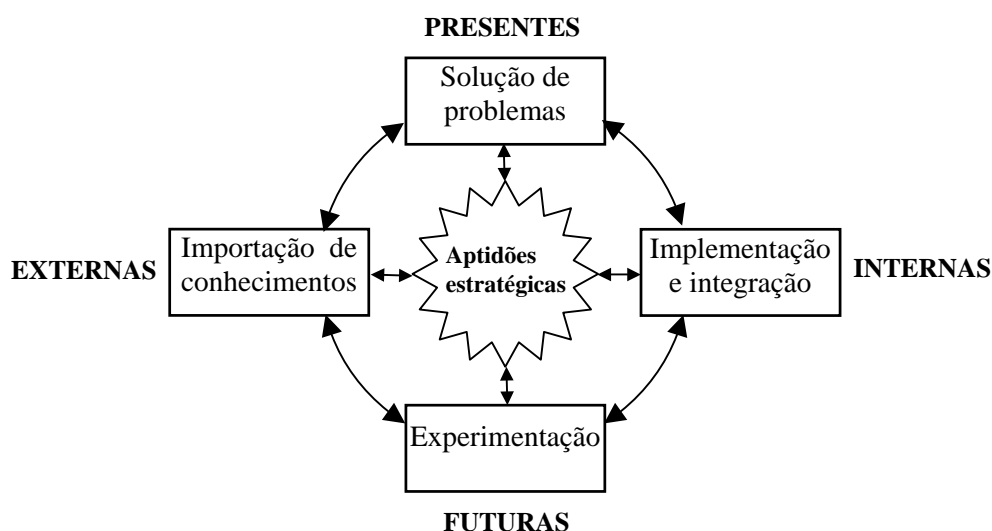 PRESENTES
Solução de
problemas
EXTERNAS
Importação de
conhecimentos
Aptidões
estratégicas
Implementação
e integração
INTERNAS
Experimentação
FUTURAS